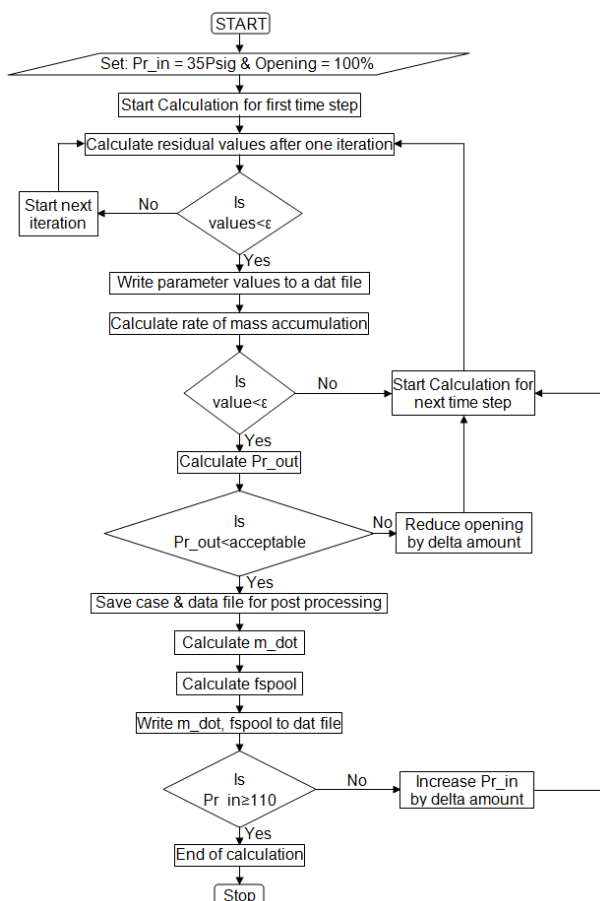 START
Set: Pr_in = 35Psig & Opening = 100%
Start Calculation for first time step
Calculate residual values after one iteration
Start next
iteration
No
Is
values<ε
Yes
Write parameter values to a dat file
Calculate rate of mass accumulation
Is
value<ε
No
Start Calculation for
next time step
Yes
Calculate Pr_out
Is
Pr_out<acceptable
No
Reduce opening
by delta amount
Yes
Save case & data file for post processing
Calculate m_dot
Calculate fspool
Write m_dot, fspool to dat file
Is
Pr in≥110
No
Increase Pr_in
by delta amount
Yes
End of calculation
Stop